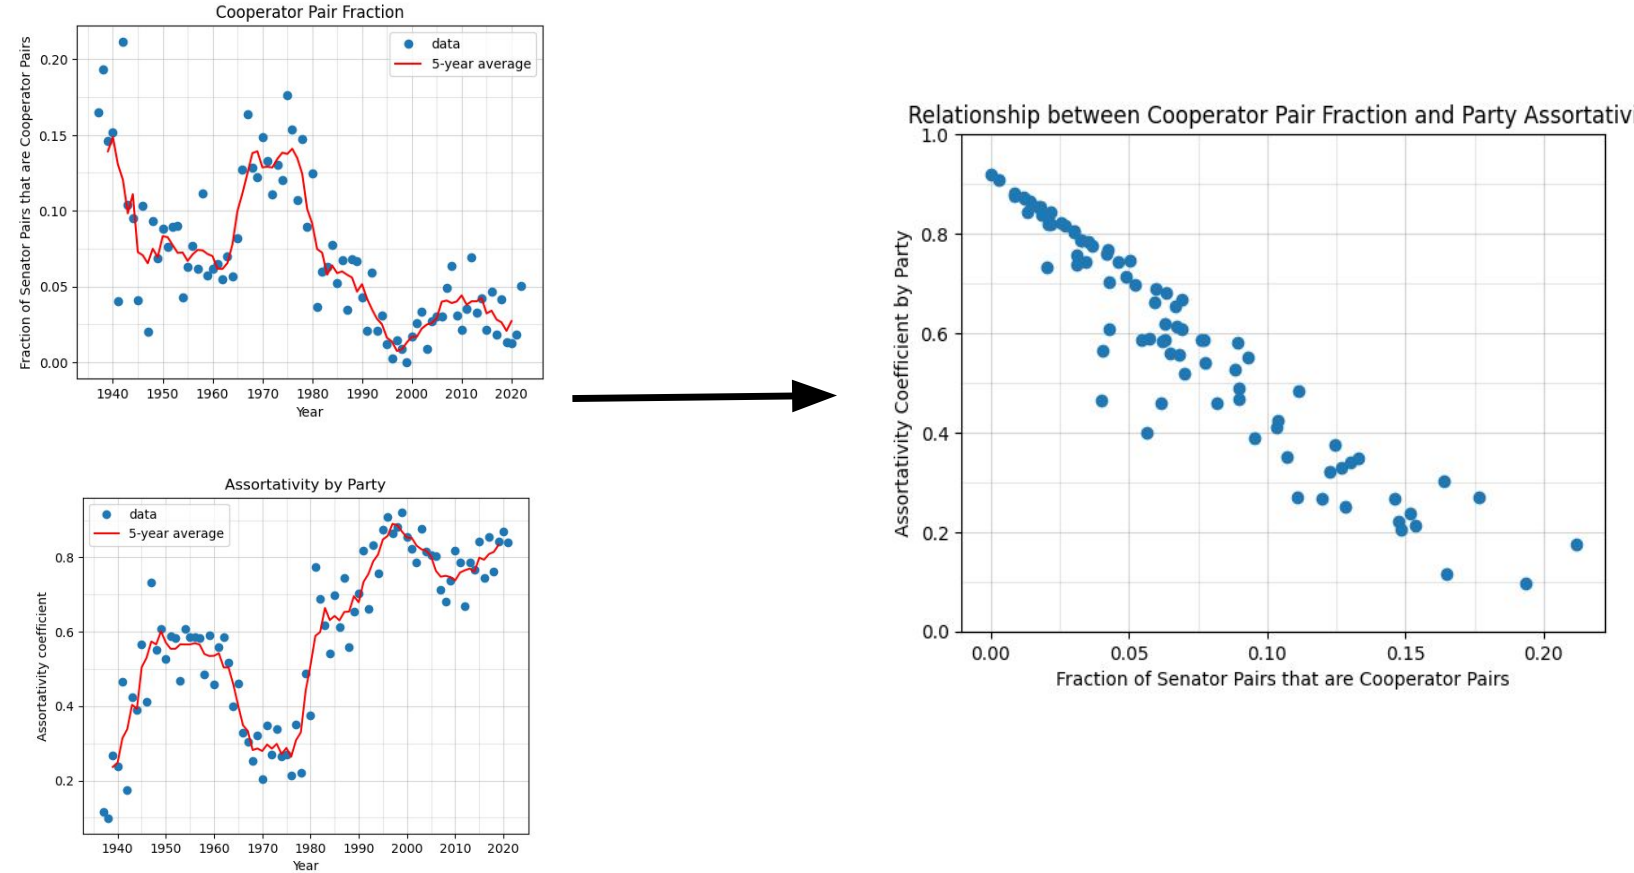 Cooperator Pair Fraction
data
5-year average
Fraction of Senator Pairs that are Cooperator Pairs
0.20
0.15
0.10
0.05
0.00
1940 1950 1960 1970 1980 1990 2000 2010 2020
Year
Assortativity by Party
data
5-year average
Assortativity coefficient
0.8
0.6
0.4
0.2
1940 1950 1960 1970 1980 1990 2000 2010 2020
Year
Relationship between Cooperator Pair Fraction and Party Assortativi
Assortativity Coefficient by Party
1.0
0.8
0.6
0.4
0.2
0.0
0.00 0.05 0.10 0.15 0.20
Fraction of Senator Pairs that are Cooperator Pairs